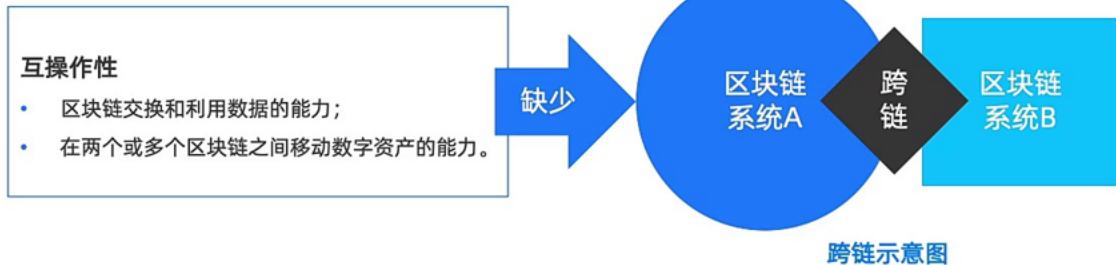 互操作性
• 区块链交换和利用数据的能力；
• 在两个或多个区块链之间移动数字资产的能力。
缺少
区块链
系统A
跨
链
区块链
系统B
跨链示意图